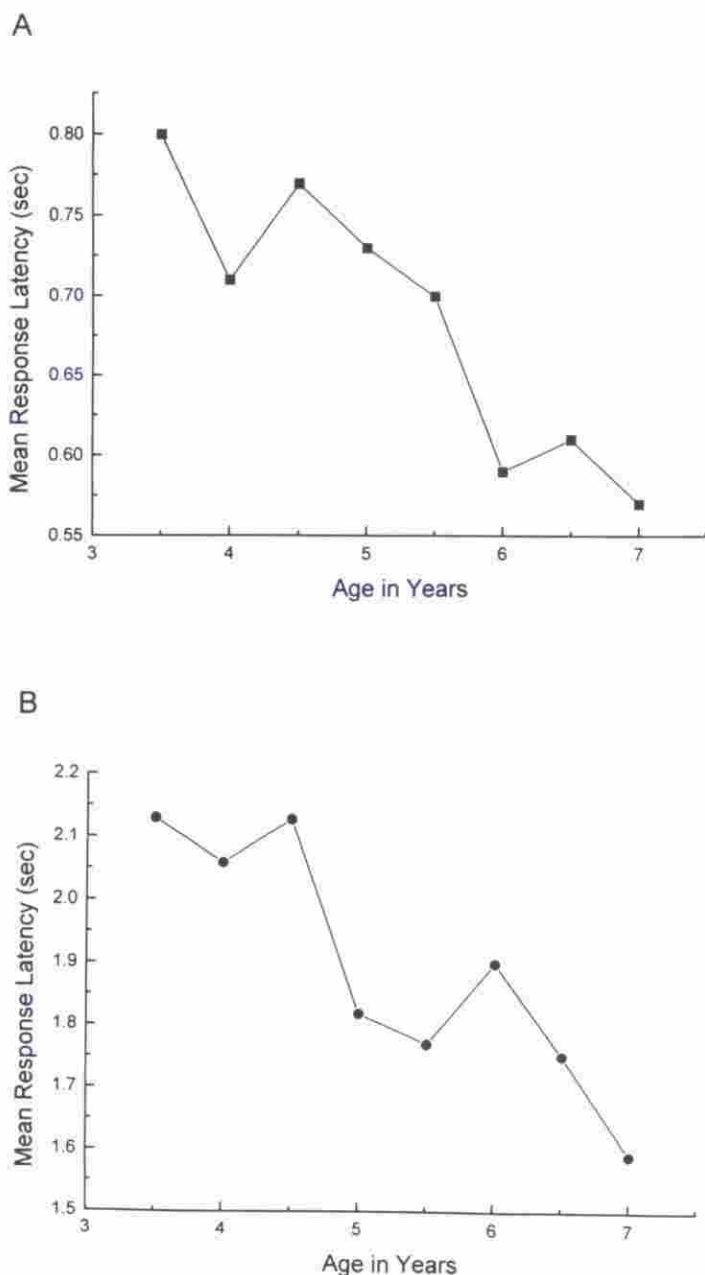 A
Mean Response Latency (sec)
0.80
0.75
0.70
0.65
0.60
0.55
3 4 5 6 7
Age in Years
B
Mean Response Latency (sec)
2.2
2.1
2.0
1.9
1.8
1.7
1.6
1.5
3 4 5 6 7
Age in Years